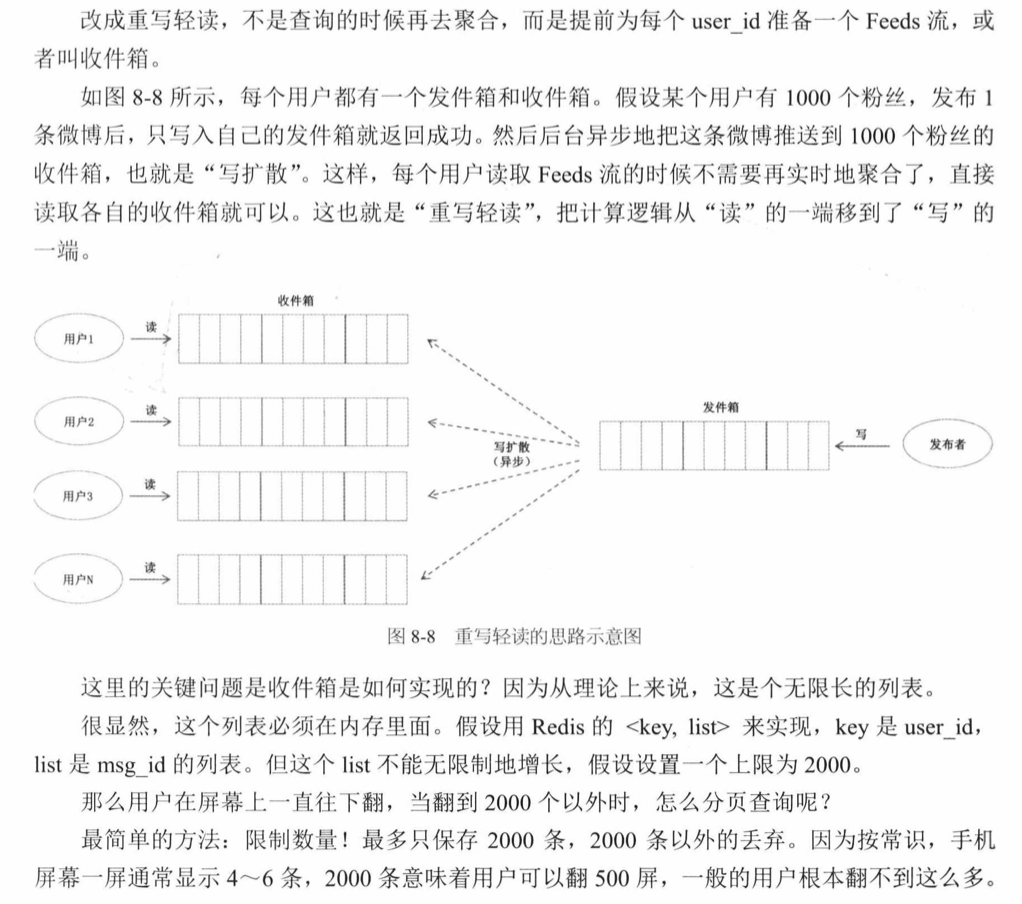 改成重写轻读，不是查询的时候再去聚合，而是提前为每个 user_id 准备一个 Feeds 流，或
者叫收件箱。
如图 8-8 所示，每个用户都有一个发件箱和收件箱。假设某个用户有 1000 个粉丝，发布 1
条微博后，只写入自己的发件箱就返回成功。然后后台异步地把这条微博推送到 1000 个粉丝的
收件箱，也就是“写扩散”。这样，每个用户读取 Feeds 流的时候不需要再实时地聚合了，直接
读取各自的收件箱就可以。这也就是“重写轻读”，把计算逻辑从“读”的一端移到了“写”的
一端。
收件箱
用户1
读
用户2
读
发件箱
写
发布者
写扩散
（异步）
用户3
读
用户N
读
图 8-8 重写轻读的思路示意图
这里的关键问题是收件箱是如何实现的？因为从理论上来说，这是个无限长的列表。
很显然，这个列表必须在内存里面。假设用 Redis 的 <key, list> 来实现，key 是 user_id，
list 是 msg_id 的列表。但这个 list 不能无限制地增长，假设设置一个上限为 2000。
那么用户在屏幕上一直往下翻，当翻到 2000 个以外时，怎么分页查询呢？
最简单的方法：限制数量！最多只保存 2000 条，2000 条以外的丢弃。因为按常识，手机
屏幕一屏通常显示 4～6 条，2000 条意味着用户可以翻 500 屏，一般的用户根本翻不到这么多。